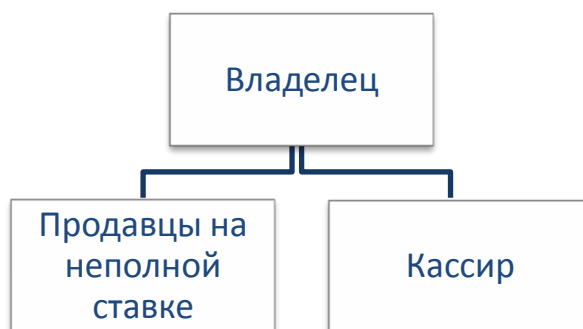 Владелец
Продавцы на
неполной
ставке
Кассир